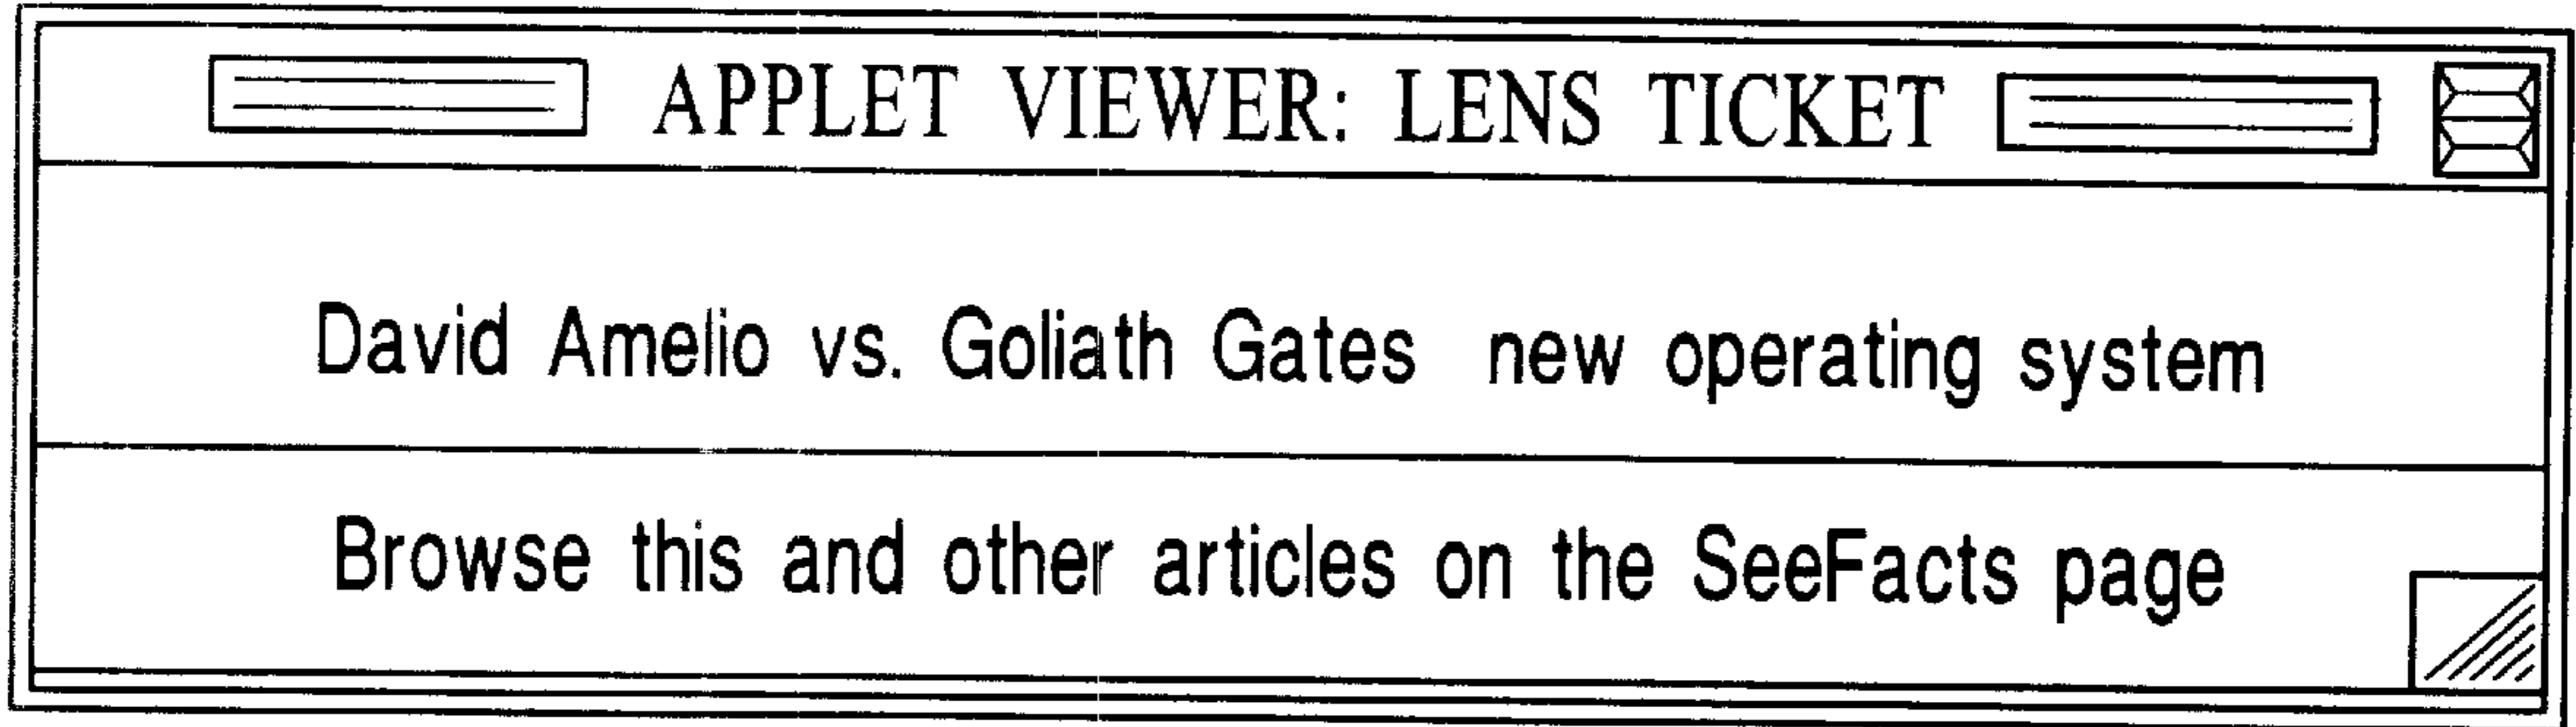 APPLET VIEWER: LENS TICKET
David Amelio vs. Goliath Gates  new operating system
Browse this and other articles on the SeeFacts page